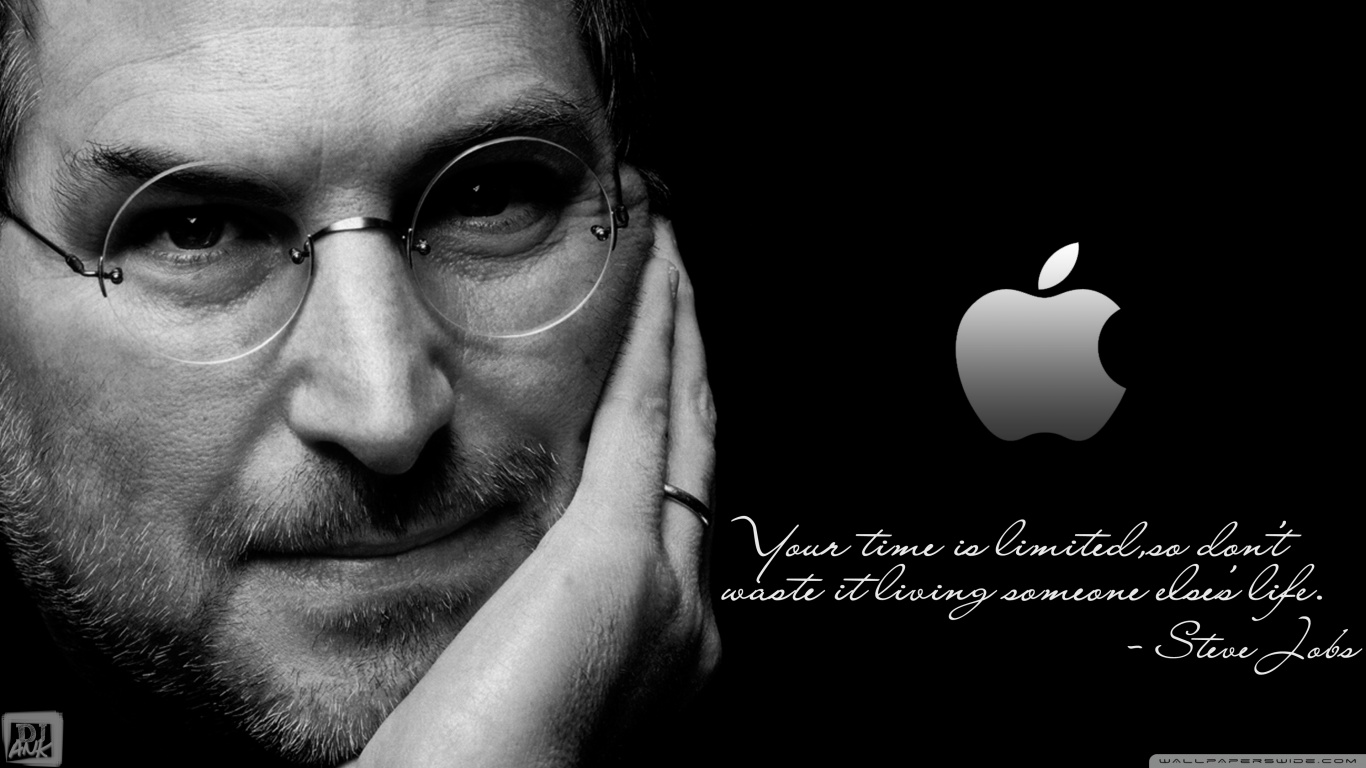 Your time is limited,so don't
waste it living someone else's life.
- Steve Jobs
DJ
ANK
WALLPAPERSWIDE.COM